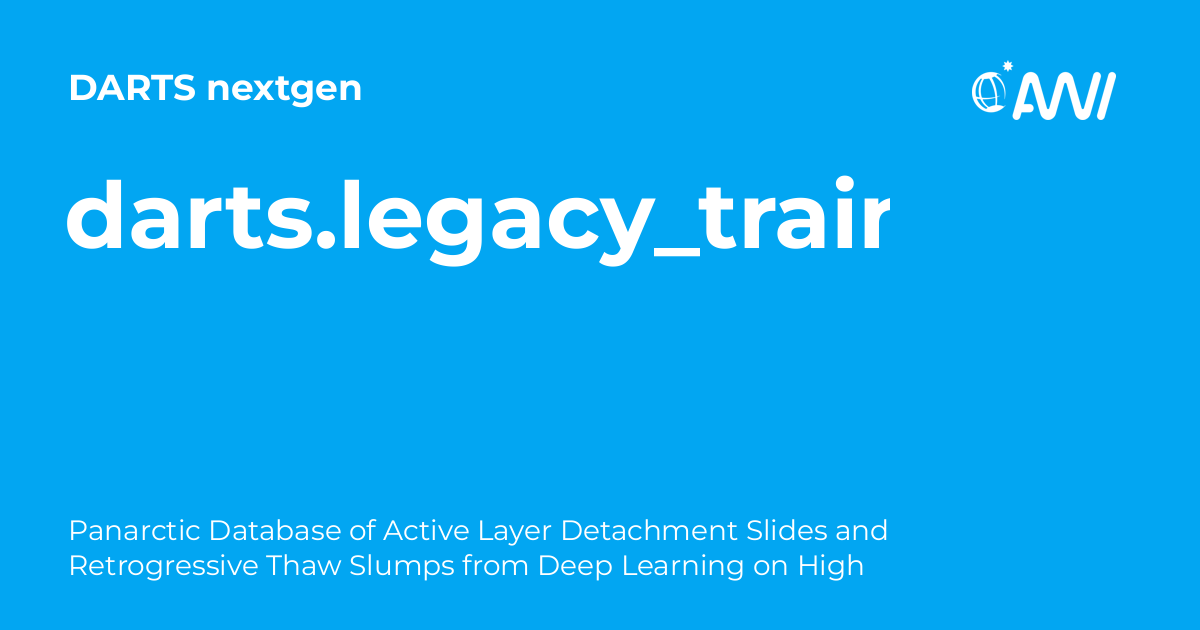 DARTS nextgen
AWI
darts.legacy_train
Panarctic Database of Active Layer Detachment Slides and
Retrogressive Thaw Slumps from Deep Learning on High